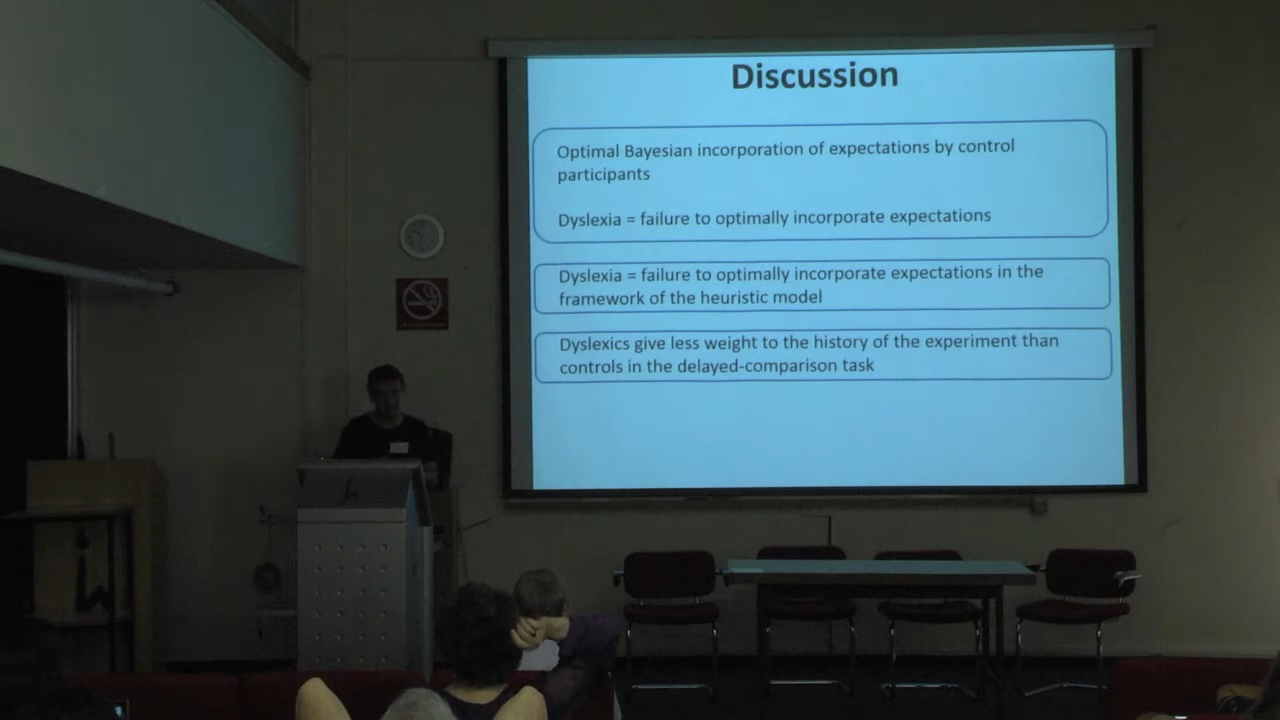 Discussion
Optimal Bayesian incorporation of expectations by control
participants
Dyslexia = failure to optimally incorporate expectations
Dyslexia = failure to optimally incorporate expectations in the
framework of the heuristic model
Dyslexics give less weight to the history of the experiment than
controls in the delayed-comparison task